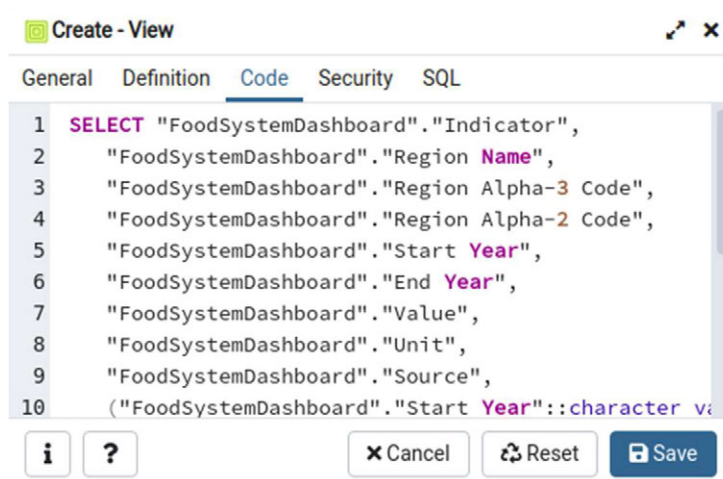 Create - View
General Definition Code Security SQL
1 SELECT "FoodSystemDashboard"."Indicator",
2 "FoodSystemDashboard"."Region Name",
3 "FoodSystemDashboard"."Region Alpha-3 Code",
4 "FoodSystemDashboard"."Region Alpha-2 Code",
5 "FoodSystemDashboard"."Start Year",
6 "FoodSystemDashboard"."End Year",
7 "FoodSystemDashboard"."Value",
8 "FoodSystemDashboard"."Unit",
9 "FoodSystemDashboard"."Source",
10 ("FoodSystemDashboard"."Start Year"::character va
i ? Cancel Reset Save